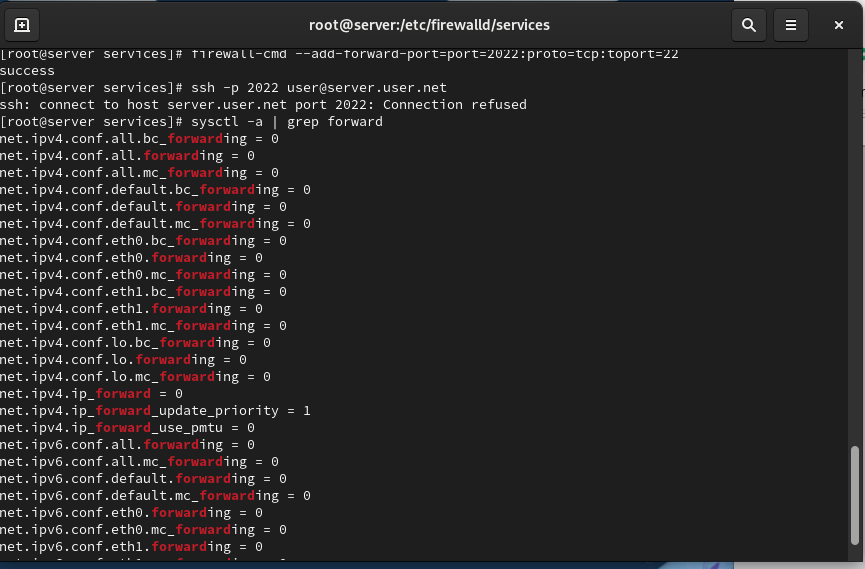 root@server:/etc/firewalld/services
[root@server services]# firewall-cmd --add-forward-port=port=2022:proto=tcp:toport=22
success
[root@server services]# ssh -p 2022 user@server.user.net
ssh: connect to host server.user.net port 2022: Connection refused
[root@server services]# sysctl -a | grep forward
net.ipv4.conf.all.bc_forwarding = 0
net.ipv4.conf.all.forwarding = 0
net.ipv4.conf.all.mc_forwarding = 0
net.ipv4.conf.default.bc_forwarding = 0
net.ipv4.conf.default.forwarding = 0
net.ipv4.conf.default.mc_forwarding = 0
net.ipv4.conf.eth0.bc_forwarding = 0
net.ipv4.conf.eth0.forwarding = 0
net.ipv4.conf.eth0.mc_forwarding = 0
net.ipv4.conf.eth1.bc_forwarding = 0
net.ipv4.conf.eth1.forwarding = 0
net.ipv4.conf.eth1.mc_forwarding = 0
net.ipv4.conf.lo.bc_forwarding = 0
net.ipv4.conf.lo.forwarding = 0
net.ipv4.conf.lo.mc_forwarding = 0
net.ipv4.ip_forward = 0
net.ipv4.ip_forward_update_priority = 1
net.ipv4.ip_forward_use_pmtu = 0
net.ipv6.conf.all.forwarding = 0
net.ipv6.conf.all.mc_forwarding = 0
net.ipv6.conf.default.forwarding = 0
net.ipv6.conf.default.mc_forwarding = 0
net.ipv6.conf.eth0.forwarding = 0
net.ipv6.conf.eth0.mc_forwarding = 0
net.ipv6.conf.eth1.forwarding = 0